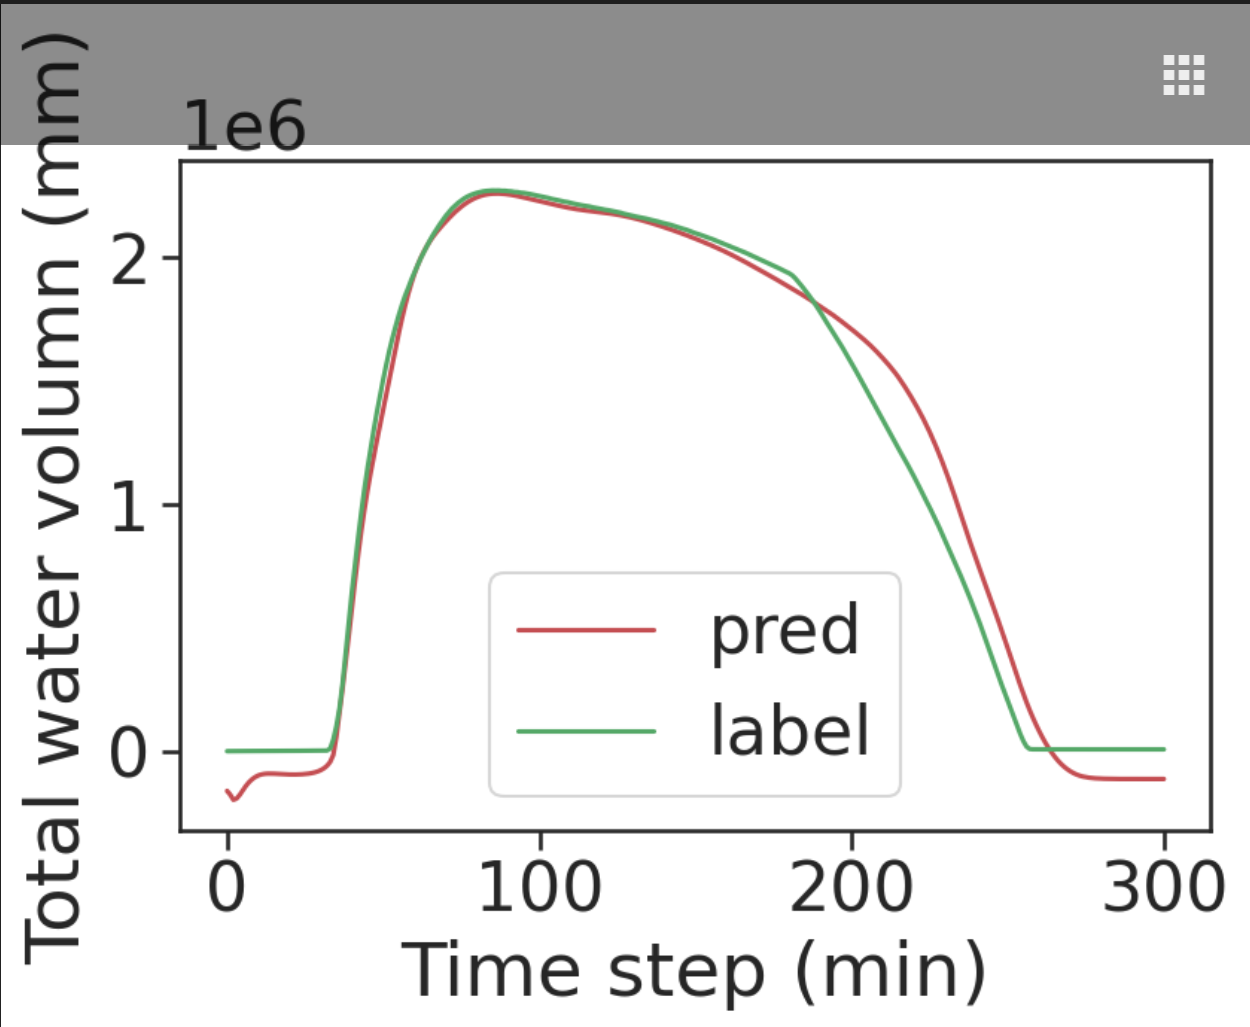 Total water volumn (mm)
1e6
2
1
0
pred
label
0 100 200 300
Time step (min)